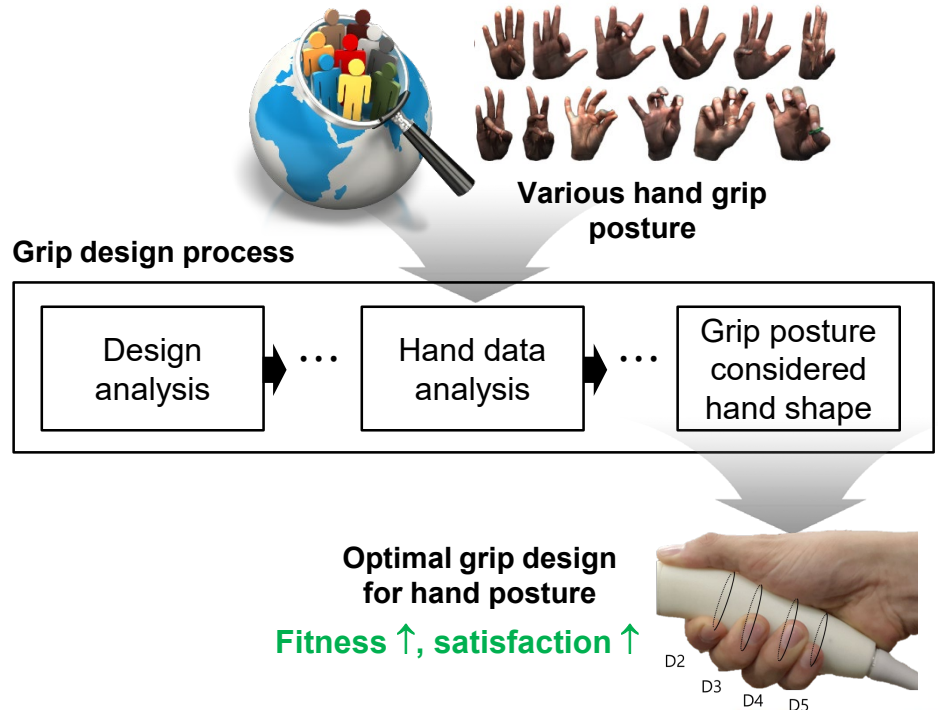 Various hand grip
posture
Grip design process
Design
analysis
...
Hand data
analysis
...
Grip posture
considered
hand shape
Optimal grip design
for hand posture
Fitness ↑, satisfaction ↑
D2
D3
D4
D5